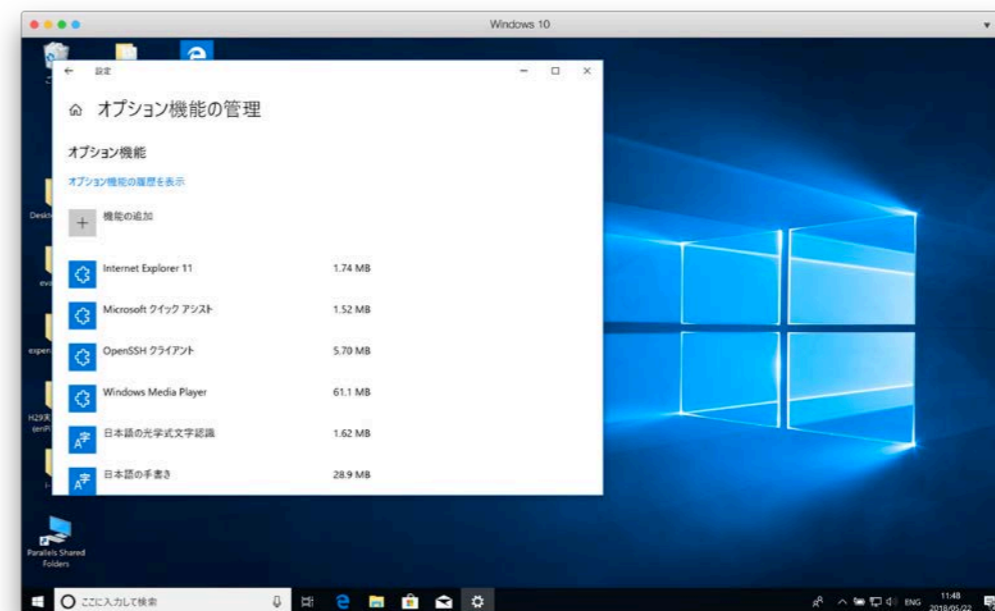 Windows 10
設定
オプション機能の管理
オプション機能
オプション機能の履歴を表示
機能の追加
Internet Explorer 11 1.74 MB
Microsoft クイック アシスト 1.52 MB
OpenSSH クライアント 5.70 MB
Windows Media Player 61.1 MB
日本語の光学式文字認識 1.62 MB
日本語の手書き 28.9 MB
Parallels Shared
Folders
ここに入力して検索
ENG
11:48
2018/05/22